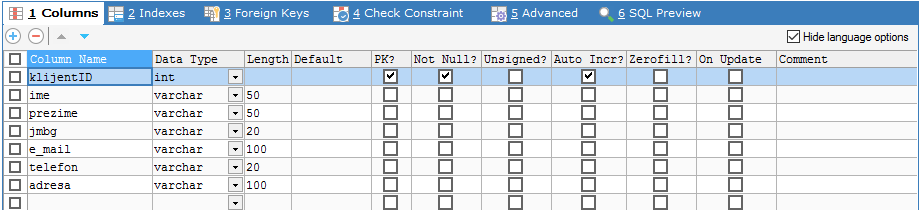 1 Columns 2 Indexes 3 Foreign Keys 4 Check Constraint 5 Advanced 6 SQL Preview
Hide language options
Column Name Data Type Length Default PK? Not Null? Unsigned? Auto Incr? Zerofill? On Update Comment
klijentID int
ime varchar 50
prezime varchar 50
jmbg varchar 20
e_mail varchar 100
telefon varchar 20
adresa varchar 100